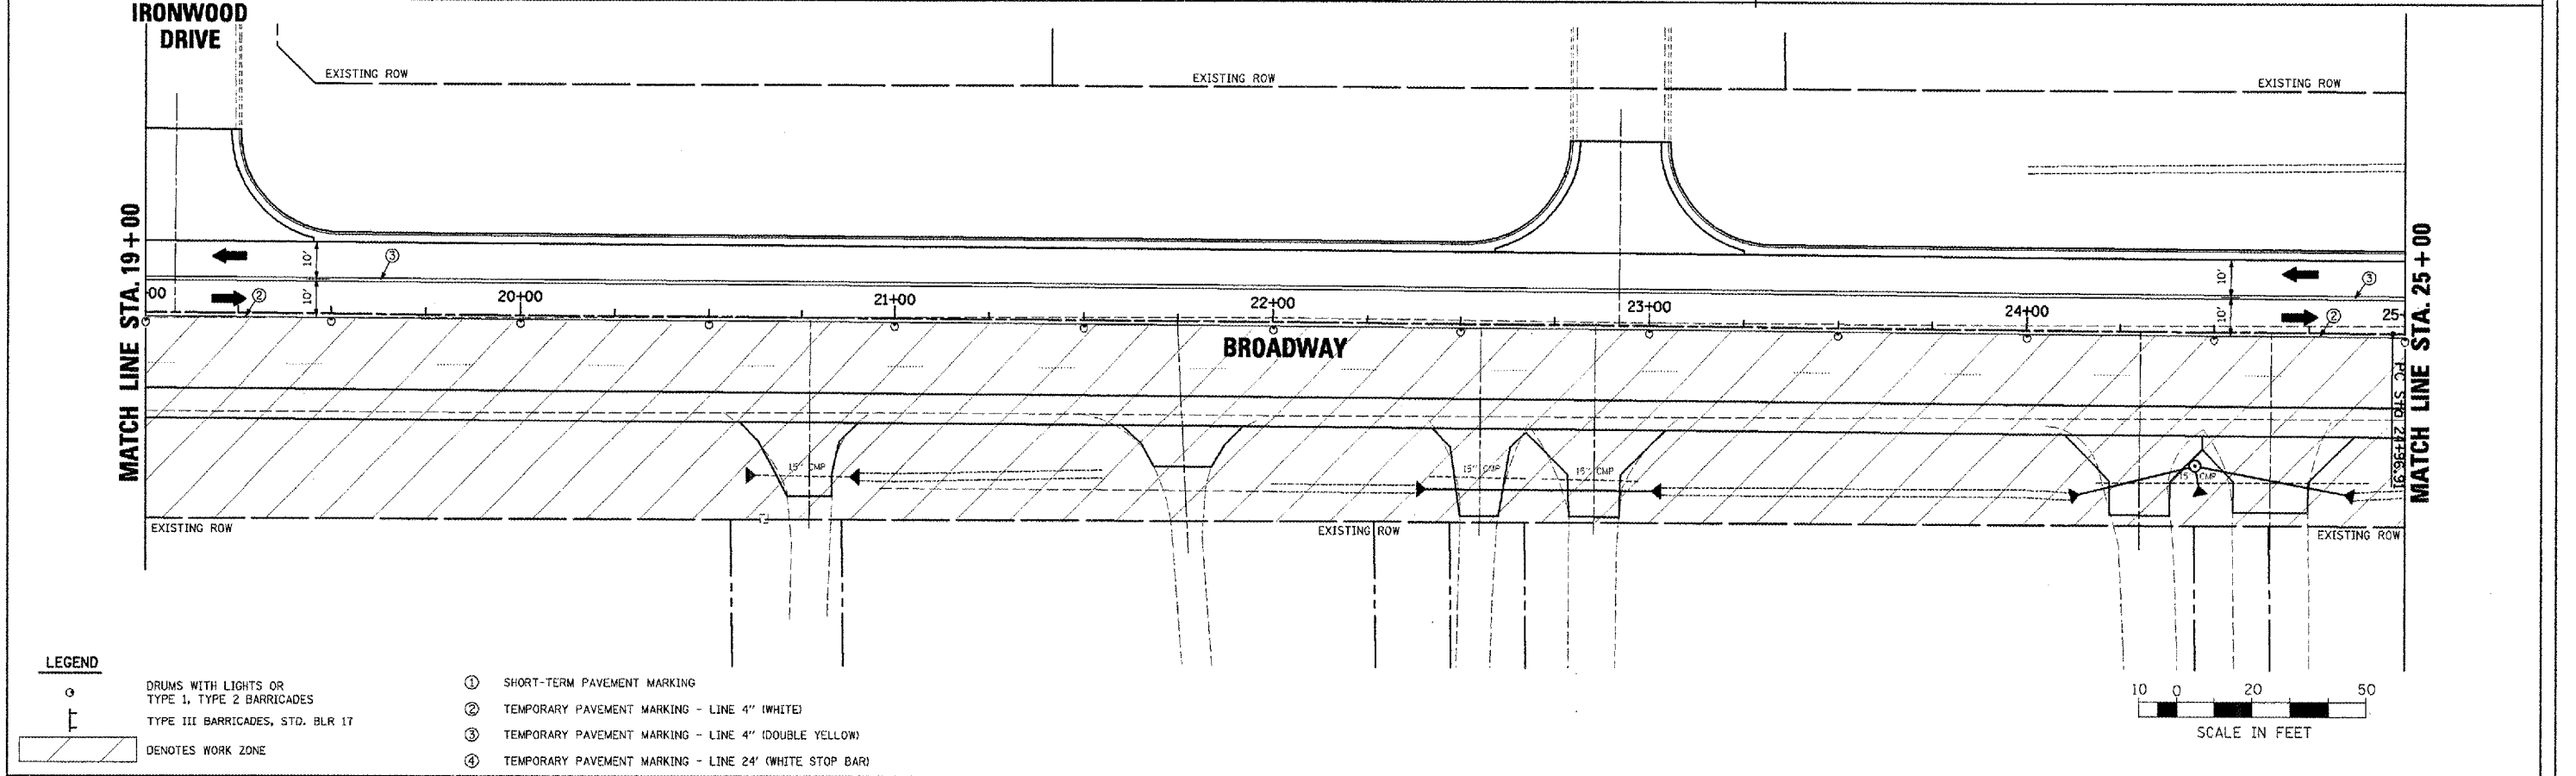 IRONWOOD
DRIVE
EXISTING ROW
EXISTING ROW
EXISTING ROW
MATCH LINE STA. 19+00
MATCH LINE STA. 25+00
10'
③
10'
③
00
②
10'
20+00
21+00
22+00
23+00
24+00
10'
②
25
BROADWAY
PC STA. 24+96.91
15" CMP
15" CMP
15" CMP
15" CMP
EXISTING ROW
EXISTING ROW
EXISTING ROW
LEGEND
DRUMS WITH LIGHTS OR
TYPE 1, TYPE 2 BARRICADES
TYPE III BARRICADES, STD. BLR 17
DENOTES WORK ZONE
① SHORT-TERM PAVEMENT MARKING
② TEMPORARY PAVEMENT MARKING - LINE 4" (WHITE)
③ TEMPORARY PAVEMENT MARKING - LINE 4" (DOUBLE YELLOW)
④ TEMPORARY PAVEMENT MARKING - LINE 24' (WHITE STOP BAR)
10 0 20 50
SCALE IN FEET